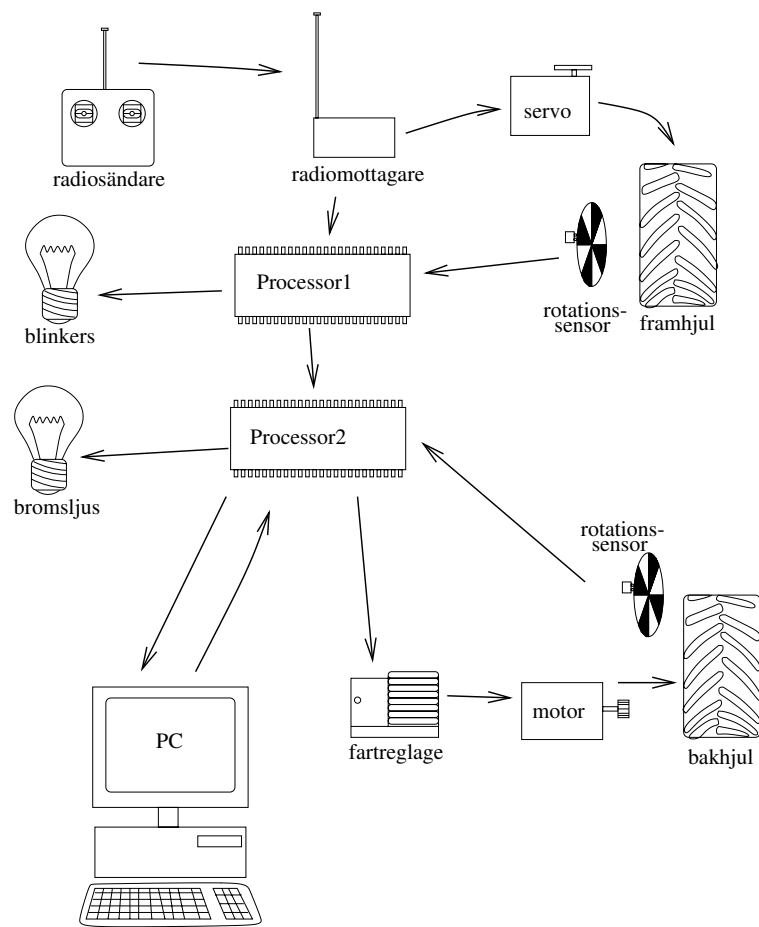 servo
radiosändare
radiomottagare
Processor1
rotations-
sensor
framhjul
blinkers
Processor2
bromsljus
rotations-
sensor
PC
motor
fartreglage
bakhjul